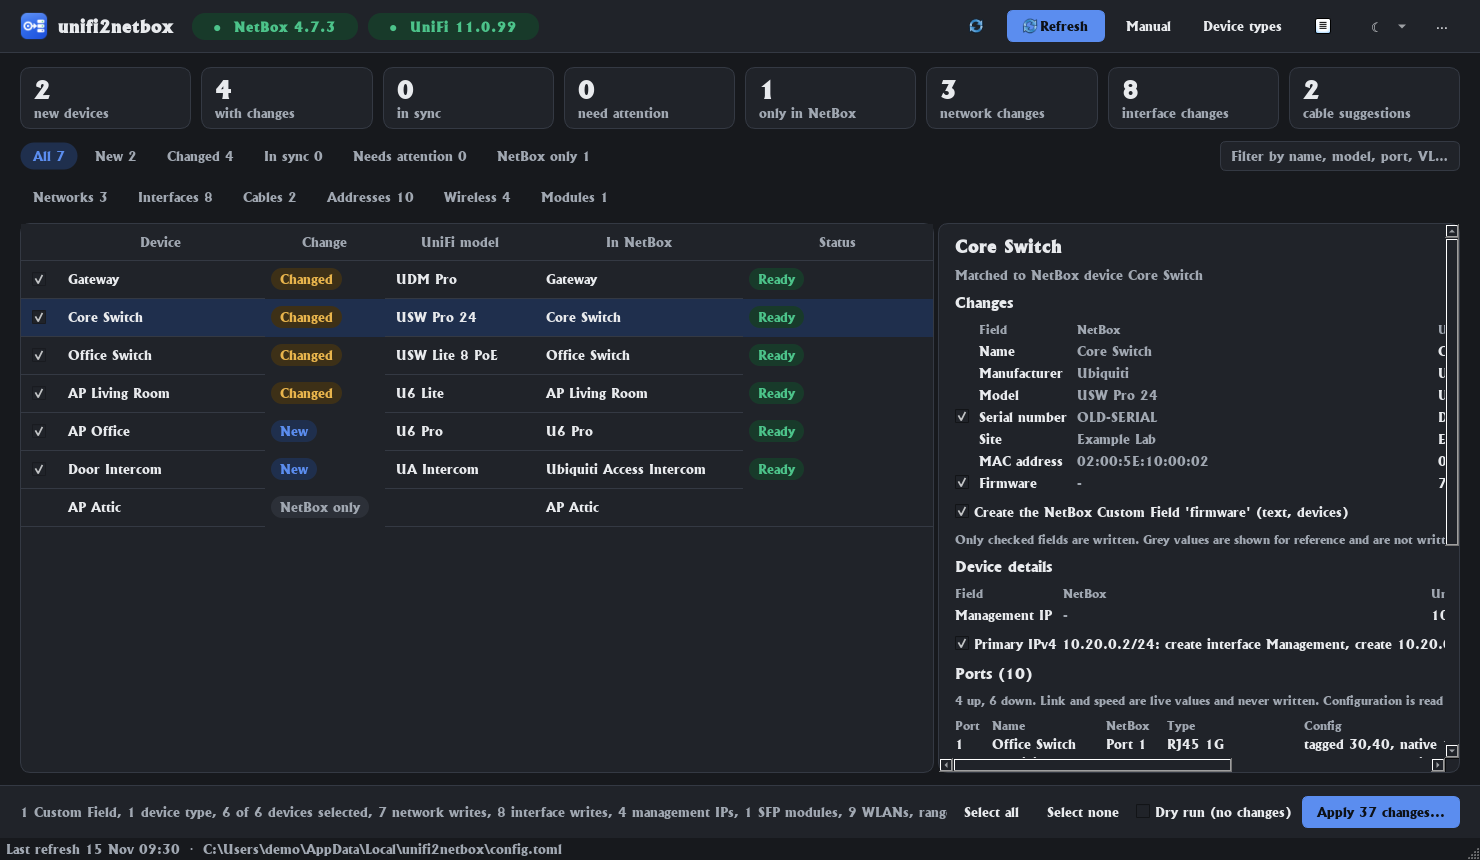 unifi2netbox
● NetBox 4.7.3
● UniFi 11.0.99
Refresh
Manual
Device types
...
2
new devices
4
with changes
0
in sync
0
need attention
1
only in NetBox
3
network changes
8
interface changes
2
cable suggestions
All 7
New 2
Changed 4
In sync 0
Needs attention 0
NetBox only 1
Filter by name, model, port, VL...
Networks 3
Interfaces 8
Cables 2
Addresses 10
Wireless 4
Modules 1
Device Change UniFi model In NetBox Status
Gateway Changed UDM Pro Gateway Ready
Core Switch Changed USW Pro 24 Core Switch Ready
Office Switch Changed USW Lite 8 PoE Office Switch Ready
AP Living Room Changed U6 Lite AP Living Room Ready
AP Office New U6 Pro U6 Pro Ready
Door Intercom New UA Intercom Ubiquiti Access Intercom Ready
AP Attic NetBox only AP Attic
Core Switch
Matched to NetBox device Core Switch
Changes
Field NetBox U
Name Core Switch C
Manufacturer Ubiquiti U
Model USW Pro 24 U
Serial number OLD-SERIAL D
Site Example Lab E
MAC address 02:00:5E:10:00:02 0
Firmware - 7
Create the NetBox Custom Field 'firmware' (text, devices)
Only checked fields are written. Grey values are shown for reference and are not writt
Device details
Field NetBox Un
Management IP - 10
Primary IPv4 10.20.0.2/24: create interface Management, create 10.20.0
Ports (10)
4 up, 6 down. Link and speed are live values and never written. Configuration is read
Port Name NetBox Type Config
1 Office Switch Port 1 RJ45 1G tagged 30,40, native
1 Custom Field, 1 device type, 6 of 6 devices selected, 7 network writes, 8 interface writes, 4 management IPs, 1 SFP modules, 9 WLANs, rang
Select all
Select none
Dry run (no changes)
Apply 37 changes...
Last refresh 15 Nov 09:30 · C:\Users\demo\AppData\Local\unifi2netbox\config.toml